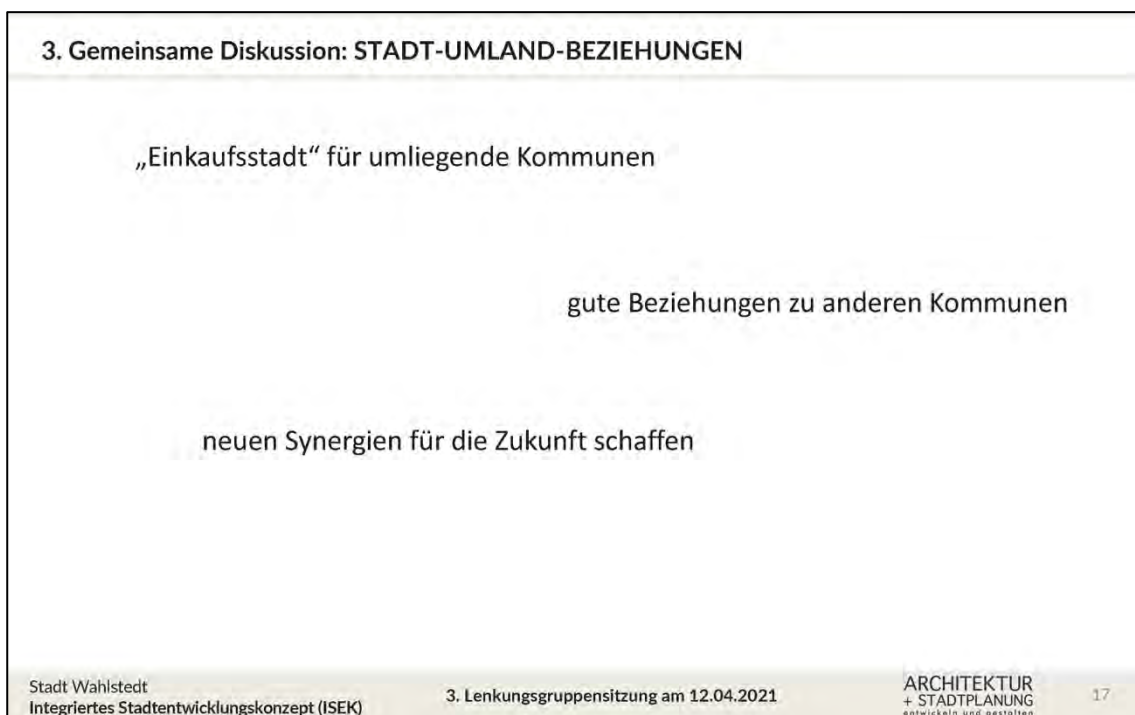 3. Gemeinsame Diskussion: STADT-UMLAND-BEZIEHUNGEN
„Einkaufsstadt“ für umliegende Kommunen
gute Beziehungen zu anderen Kommunen
neuen Synergien für die Zukunft schaffen
Stadt Wahlstedt
Integriertes Stadtentwicklungskonzept (ISEK)
3. Lenkungsgruppensitzung am 12.04.2021
ARCHITEKTUR
+ STADTPLANUNG
entwickeln und gestalten
17